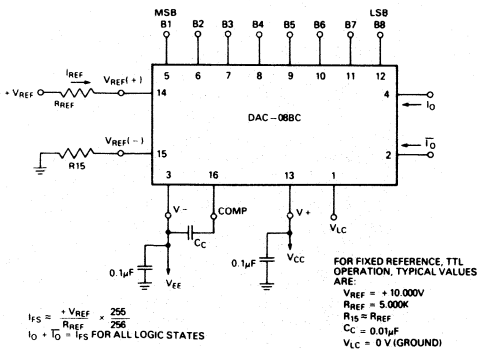 MSB LSB
B1 B2 B3 B4 B5 B6 B7 B8
5 6 7 8 9 10 11 12
I_REF
V_REF(+)
+ V_REF
R_REF
14
4
I_O
DAC-08BC
V_REF(-)
15
R15
2
I̅_O̅
3 16 13 1
V- COMP V+
C_C
V_LC
0.1μF
V_EE
0.1μF
V_CC
FOR FIXED REFERENCE, TTL
OPERATION, TYPICAL VALUES
ARE:
V_REF = + 10.000V
R_REF = 5.000K
R_15 ≈ R_REF
C_C = 0.01μF
V_LC = 0 V (GROUND)
I_FS ≈ +V_REF / R_REF × 255 / 256
I_O + I̅_O̅ = I_FS FOR ALL LOGIC STATES